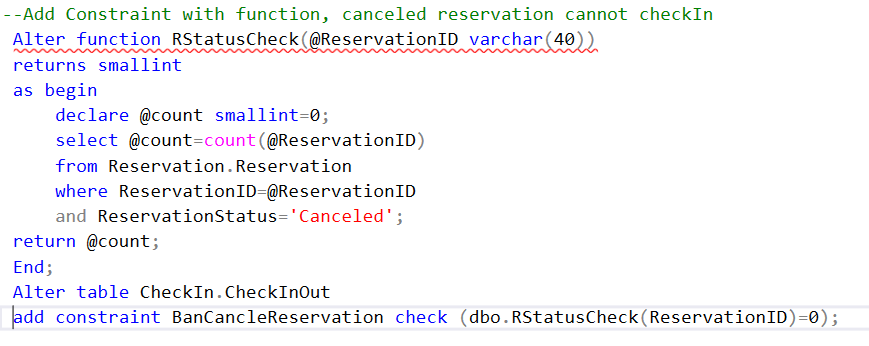 --Add Constraint with function, canceled reservation cannot checkIn
Alter function RStatusCheck(@ReservationID varchar(40))
returns smallint
as begin
    declare @count smallint=0;
    select @count=count(@ReservationID)
    from Reservation.Reservation
    where ReservationID=@ReservationID
    and ReservationStatus='Canceled';
return @count;
End;
Alter table CheckIn.CheckInOut
add constraint BanCancleReservation check (dbo.RStatusCheck(ReservationID)=0);